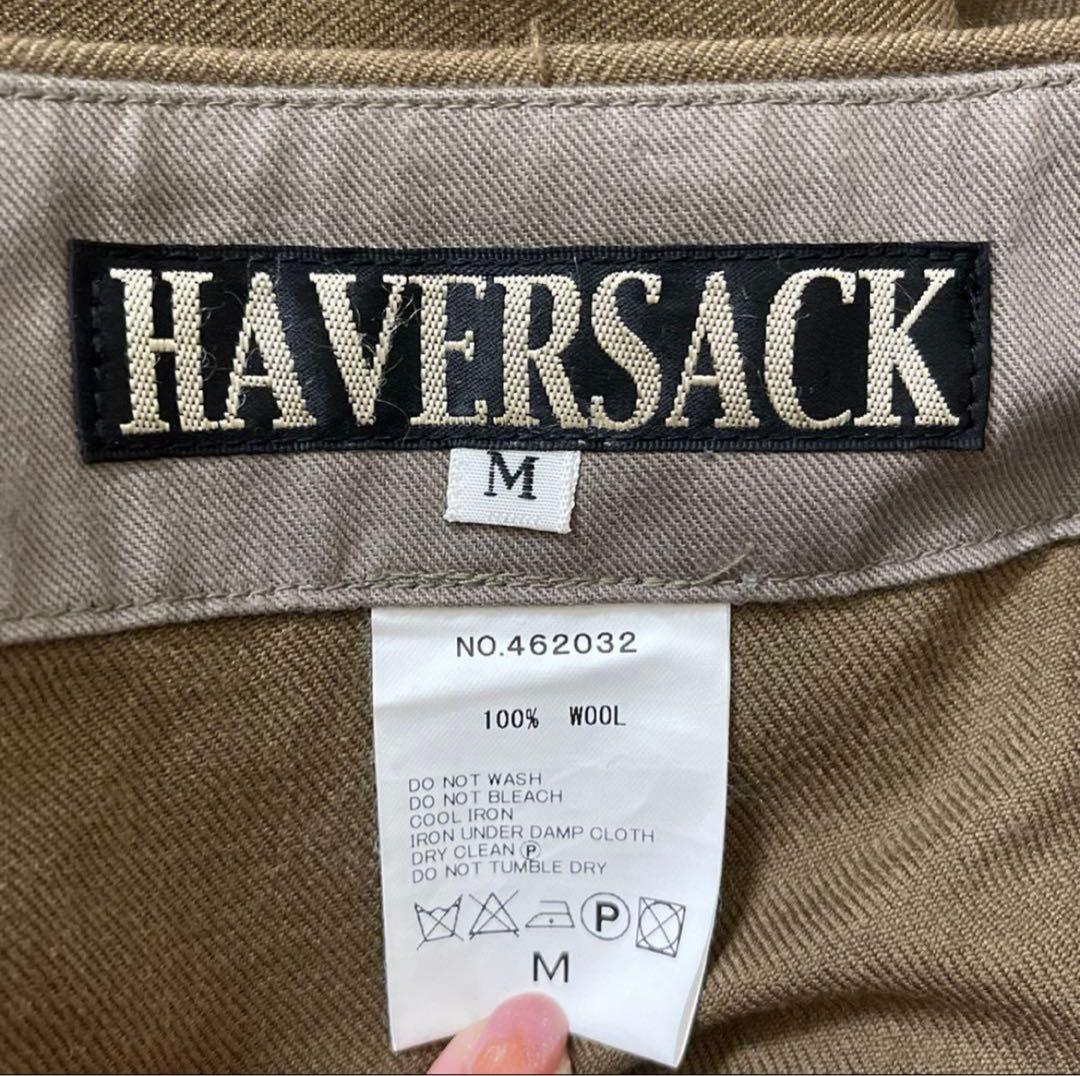 HAVERSACK
M
NO.462032
100% WOOL
DO NOT WASH
DO NOT BLEACH
COOL IRON
IRON UNDER DAMP CLOTH
DRY CLEAN Ⓟ
DO NOT TUMBLE DRY
P
M